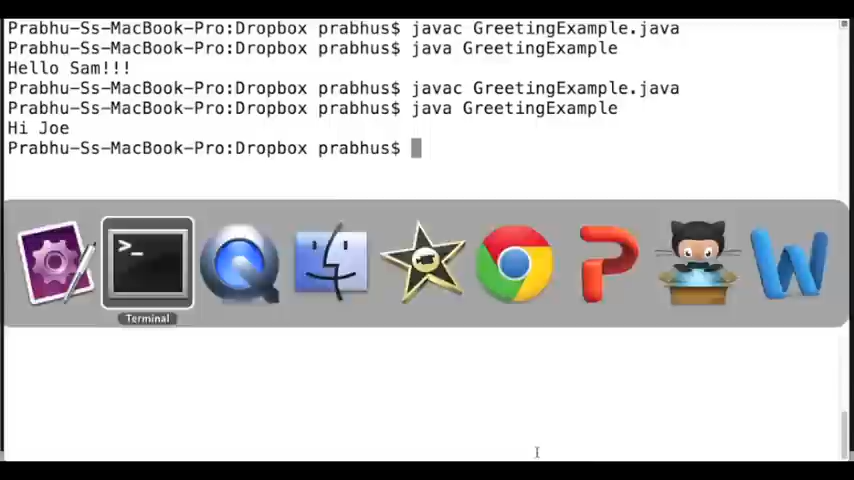 Prabhu-Ss-MacBook-Pro:Dropbox prabhus$ javac GreetingExample.java
Prabhu-Ss-MacBook-Pro:Dropbox prabhus$ java GreetingExample
Hello Sam!!!
Prabhu-Ss-MacBook-Pro:Dropbox prabhus$ javac GreetingExample.java
Prabhu-Ss-MacBook-Pro:Dropbox prabhus$ java GreetingExample
Hi Joe
Prabhu-Ss-MacBook-Pro:Dropbox prabhus$
>_
Terminal